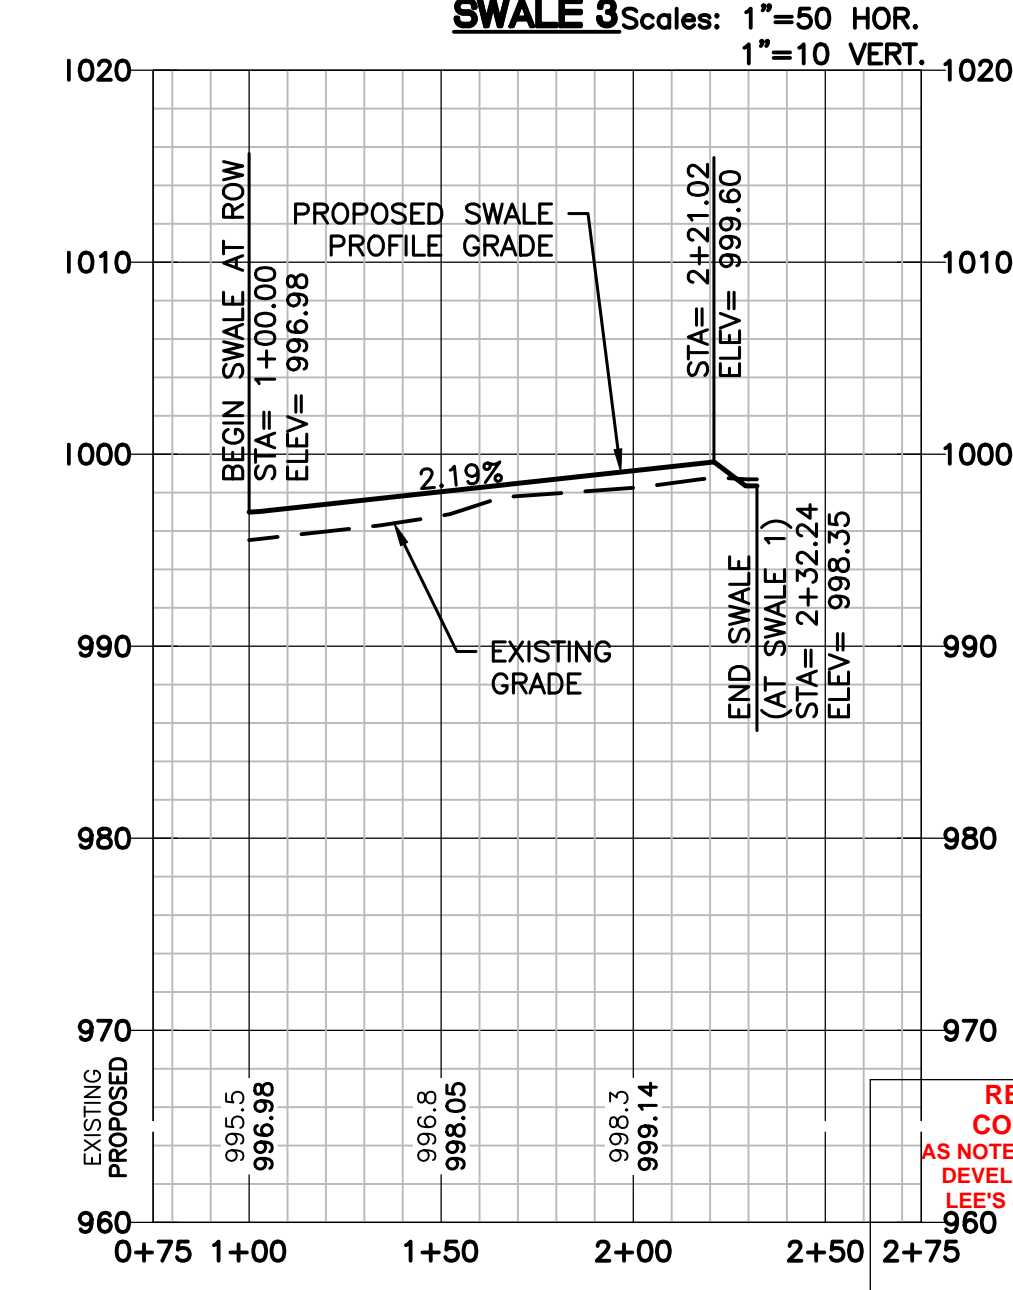 SWALE 3 Scales: 1"=50 HOR.
1"=10 VERT.
1020 1020
BEGIN SWALE AT ROW
STA= 1+00.00
ELEV= 996.98
PROPOSED SWALE
PROFILE GRADE
STA= 2+21.02
ELEV= 999.60
1010 1010
1000 1000
2.19%
END SWALE
(AT SWALE 1)
STA= 2+32.24
ELEV= 998.35
990 990
EXISTING
GRADE
980 980
970 970
EXISTING
PROPOSED
995.5
996.98
996.8
998.05
998.3
999.14
RE
CO
AS NOTE
DEVEL
LEE'S
960 960
0+75 1+00 1+50 2+00 2+50 2+75